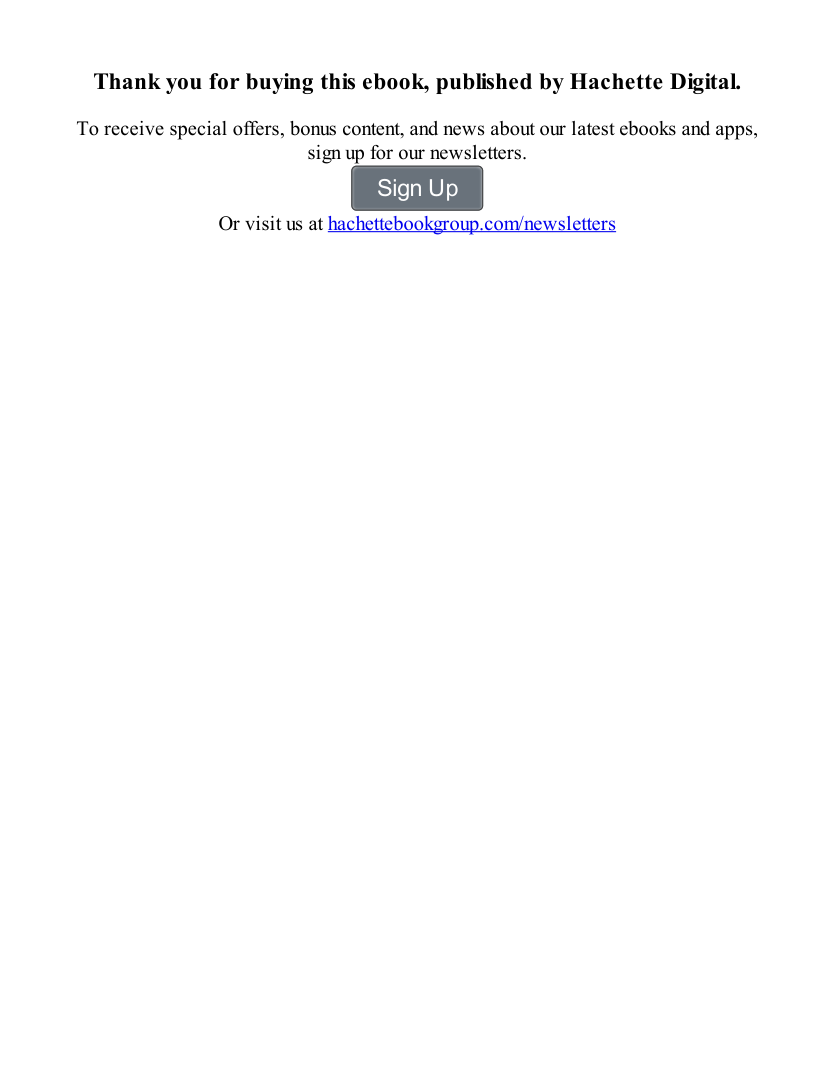 Thank you for buying this ebook, published by Hachette Digital.
To receive special offers, bonus content, and news about our latest ebooks and apps,
sign up for our newsletters.
Sign Up
Or visit us at hachettebookgroup.com/newsletters